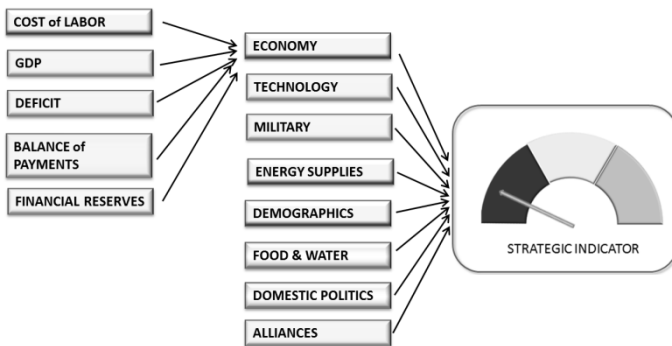 COST of LABOR
GDP
DEFICIT
BALANCE of
PAYMENTS
FINANCIAL RESERVES
ECONOMY
TECHNOLOGY
MILITARY
ENERGY SUPPLIES
DEMOGRAPHICS
FOOD & WATER
DOMESTIC POLITICS
ALLIANCES
STRATEGIC INDICATOR